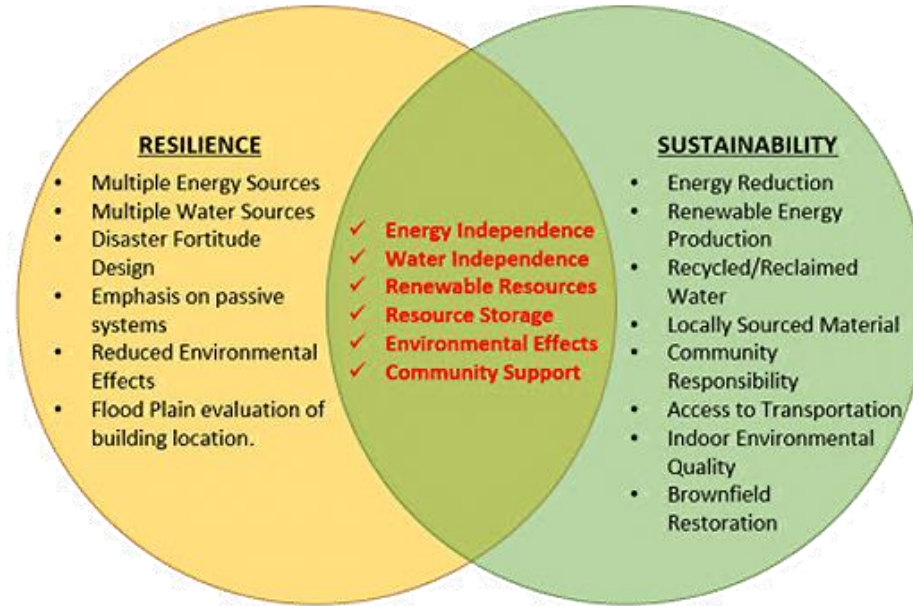 RESILIENCE
• Multiple Energy Sources
• Multiple Water Sources
• Disaster Fortitude
Design
• Emphasis on passive
systems
• Reduced Environmental
Effects
• Flood Plain evaluation of
building location.
✓ Energy Independence
✓ Water Independence
✓ Renewable Resources
✓ Resource Storage
✓ Environmental Effects
✓ Community Support
SUSTAINABILITY
• Energy Reduction
• Renewable Energy
Production
• Recycled/Reclaimed
Water
• Locally Sourced Material
• Community
Responsibility
• Access to Transportation
• Indoor Environmental
Quality
• Brownfield
Restoration